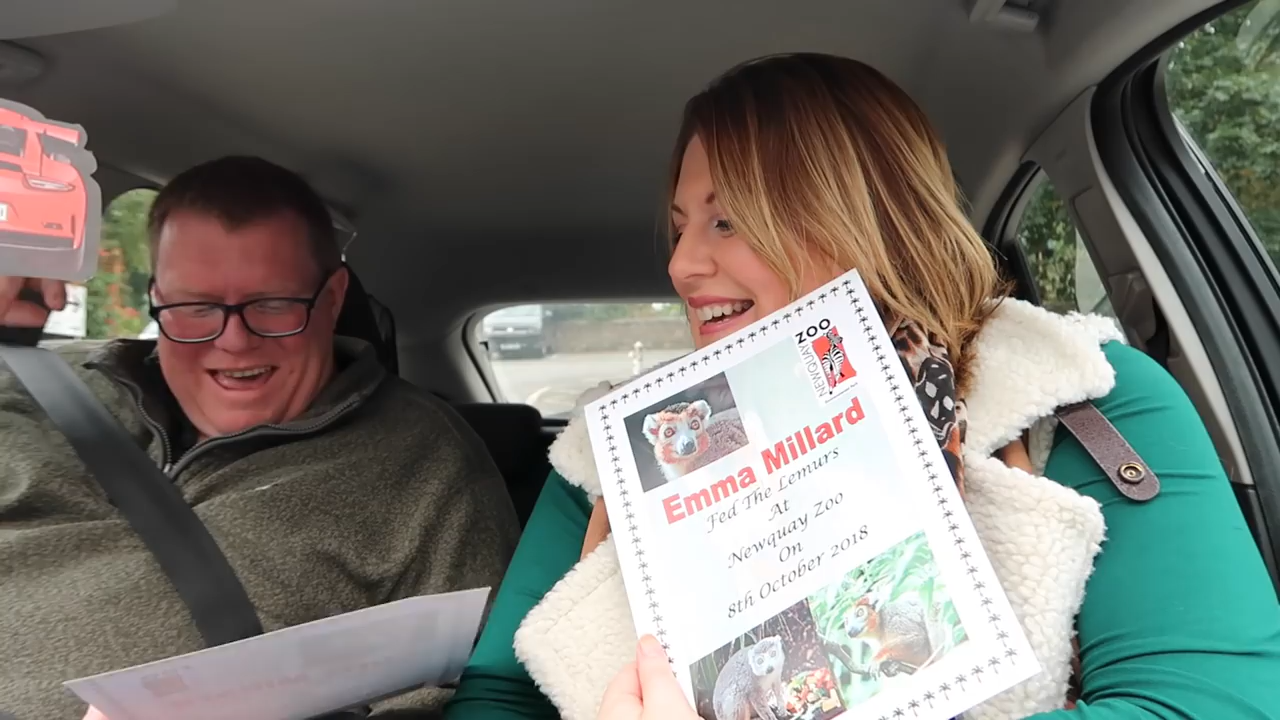 NEWQUAY
ZOO
Emma Millard
Fed The Lemurs
At
Newquay Zoo
On
8th October 2018